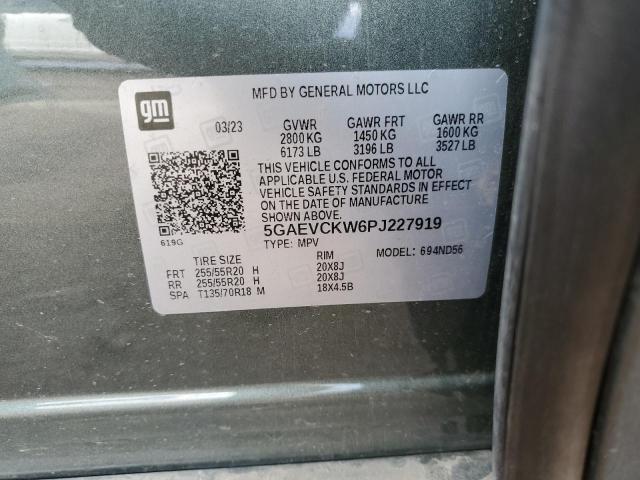 MFD BY GENERAL MOTORS LLC
gm
03/23 GVWR GAWR FRT GAWR RR
2800 KG 1450 KG 1600 KG
6173 LB 3196 LB 3527 LB
THIS VEHICLE CONFORMS TO ALL
APPLICABLE U.S. FEDERAL MOTOR
VEHICLE SAFETY STANDARDS IN EFFECT
ON THE DATE OF MANUFACTURE
SHOWN ABOVE.
619G
5GAEVCKW6PJ227919
TYPE: MPV MODEL: 694ND56
TIRE SIZE RIM
FRT 255/55R20 H 20X8J
RR 255/55R20 H 20X8J
SPA T135/70R18 M 18X4.5B